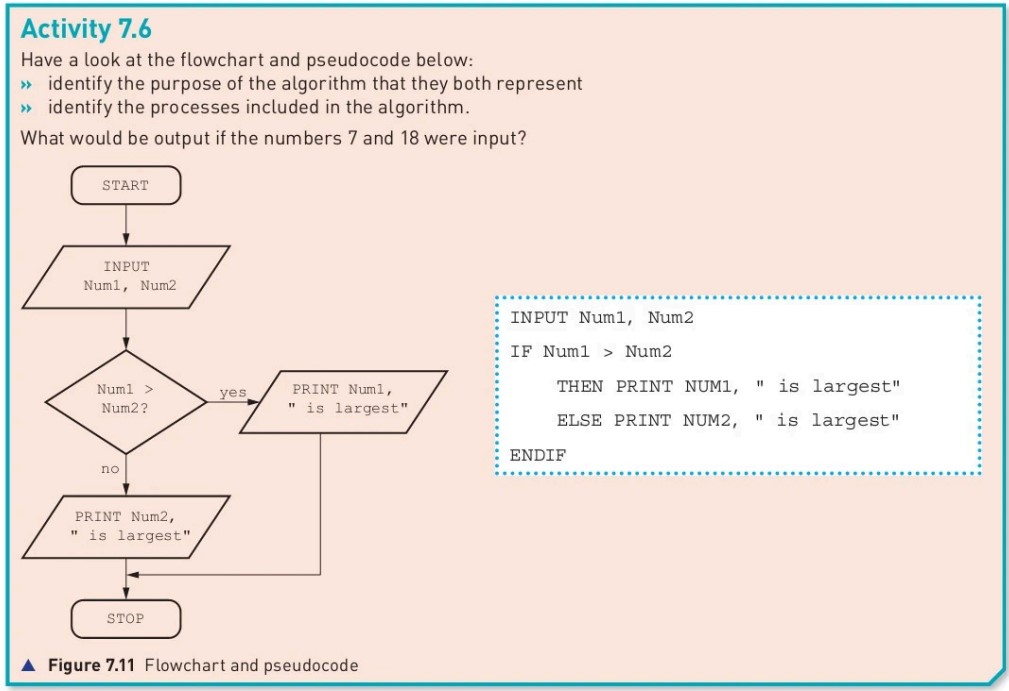 Activity 7.6
Have a look at the flowchart and pseudocode below:
» identify the purpose of the algorithm that they both represent
» identify the processes included in the algorithm.
What would be output if the numbers 7 and 18 were input?
START
INPUT
Num1, Num2
Num1 >
Num2?
yes
PRINT Num1,
" is largest"
no
PRINT Num2,
" is largest"
STOP
INPUT Num1, Num2
IF Num1 > Num2
THEN PRINT NUM1, " is largest"
ELSE PRINT NUM2, " is largest"
ENDIF
▲ Figure 7.11 Flowchart and pseudocode